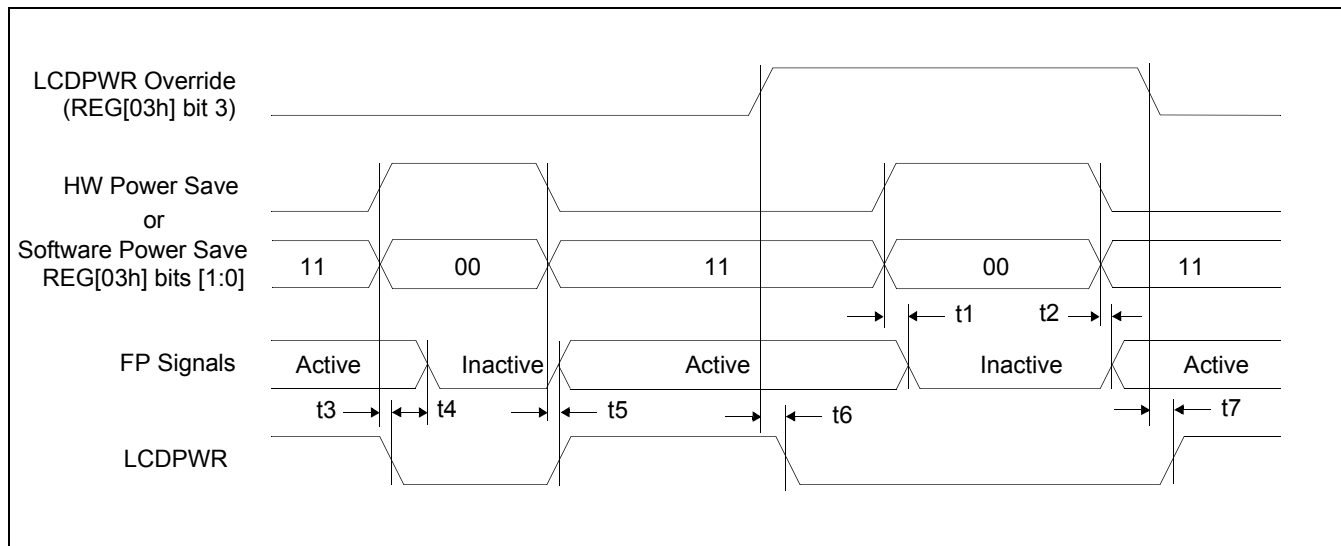 LCDPWR Override
(REG[03h] bit 3)
HW Power Save
or
Software Power Save
REG[03h] bits [1:0]
11
00
11
00
11
t1
t2
FP Signals
Active
Inactive
Active
Inactive
Active
t3
t4
t5
t6
t7
LCDPWR